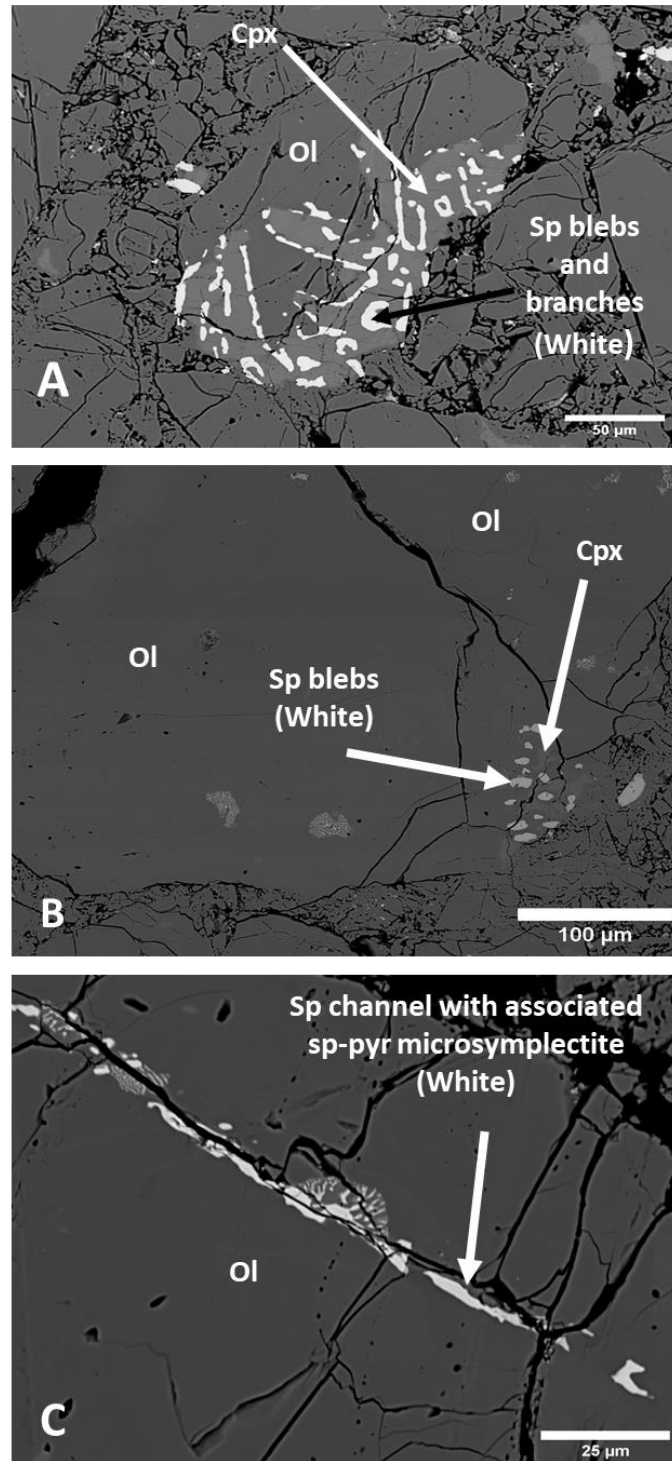 Cpx
Ol
Sp blebs
and
branches
(White)
A
50 µm
Ol
Cpx
Ol
Sp blebs
(White)
B
100 µm
Sp channel with associated
sp-pyr microsymplectite
(White)
Ol
C
25 µm